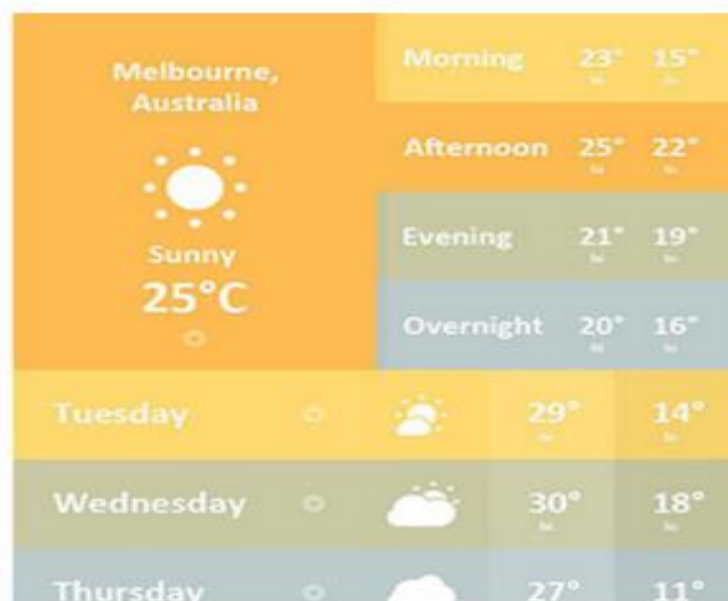 Melbourne,
Australia
Sunny
25°C
Morning 23° 15°
Afternoon 25° 22°
Evening 21° 19°
Overnight 20° 16°
Tuesday 29° 14°
Wednesday 30° 18°
Thursday 27° 11°